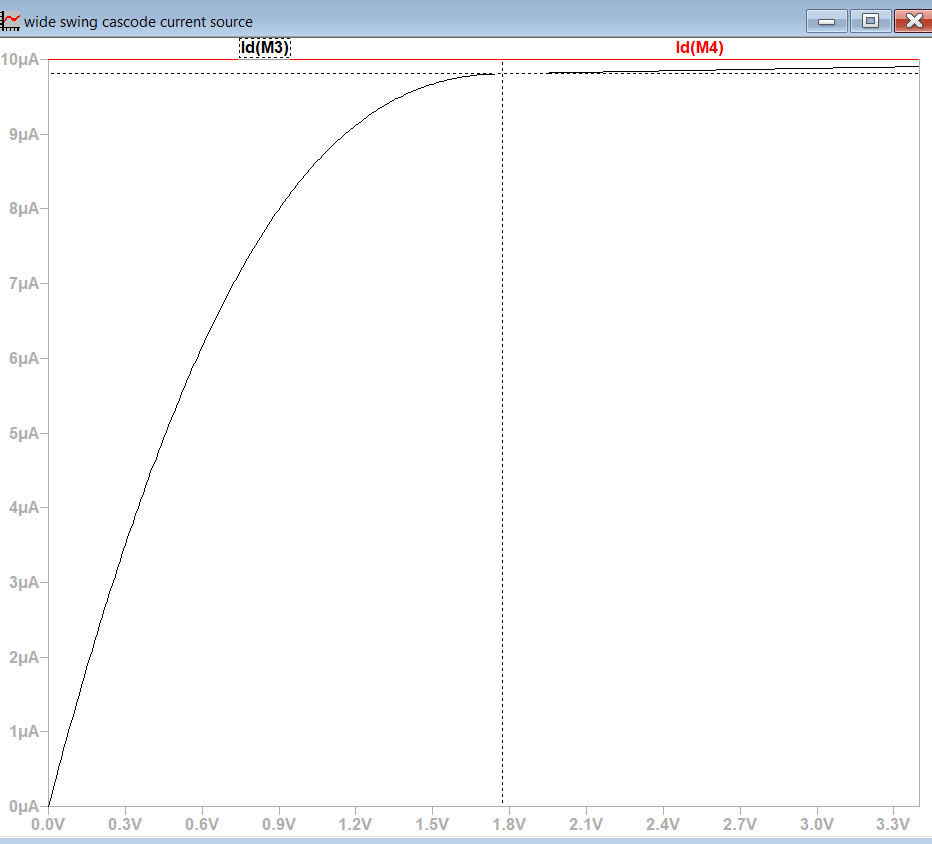 wide swing cascode current source
Id(M3) Id(M4)
10µA
9µA
8µA
7µA
6µA
5µA
4µA
3µA
2µA
1µA
0µA
0.0V 0.3V 0.6V 0.9V 1.2V 1.5V 1.8V 2.1V 2.4V 2.7V 3.0V 3.3V